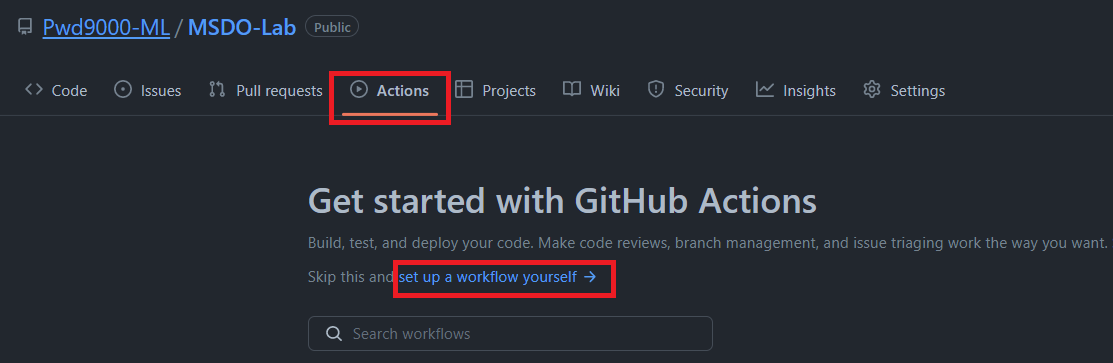 Pwd9000-ML / MSDO-Lab Public
Code Issues Pull requests Actions Projects Wiki Security Insights Settings
Get started with GitHub Actions
Build, test, and deploy your code. Make code reviews, branch management, and issue triaging work the way you want.
Skip this and set up a workflow yourself →
Search workflows